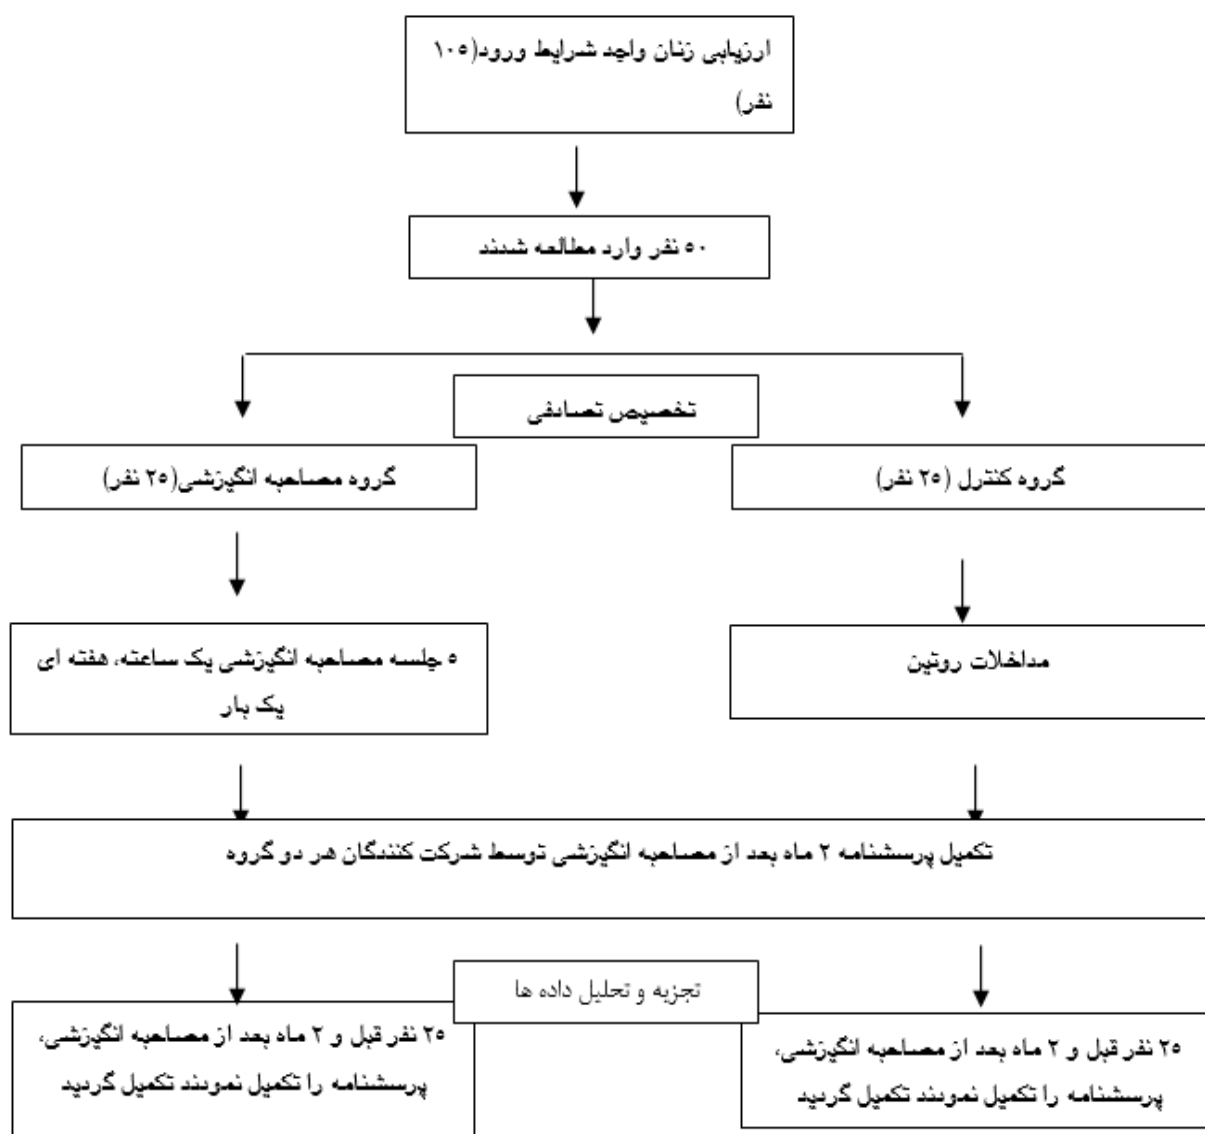 ارزیابی زنان واجد شرایط ورود(۱۰۵
نفر)
۵۰ نفر وارد مطالعه شدند
تخصیص تصادفی
گروه کنترل (۲۵ نفر)
گروه مصاحبه انگیزشی(۲۵ نفر)
مداخلات روتین
۵ جلسه مصاحبه انگیزشی یک ساعته، هفته ای
یک بار
تکمیل پرسشنامه ۲ ماه بعد از مصاحبه انگیزشی توسط شرکت کنندگان هر دو گروه
تجزیه و تحلیل داده ها
۲۵ نفر قبل و ۲ ماه بعد از مصاحبه انگیزشی،
پرسشنامه را تکمیل نمودند تکمیل گردید
۲۵ نفر قبل و ۲ ماه بعد از مصاحبه انگیزشی،
پرسشنامه را تکمیل نمودند تکمیل گردید